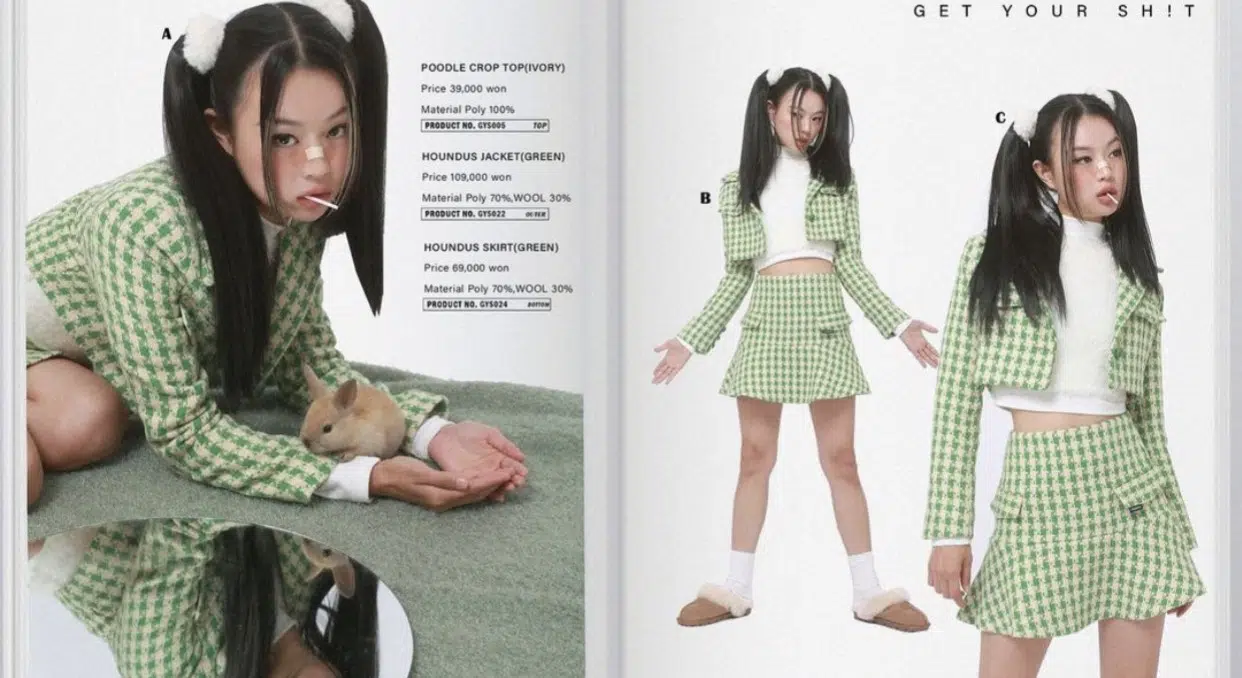 A
POODLE CROP TOP(IVORY)
Price 39,000 won
Material Poly 100%
PRODUCT NO. GYS005 TOP
HOUNDUS JACKET(GREEN)
Price 109,000 won
Material Poly 70%,WOOL 30%
PRODUCT NO. GYS022 OUTER
HOUNDUS SKIRT(GREEN)
Price 69,000 won
Material Poly 70%,WOOL 30%
PRODUCT NO. GYS024 BOTTOM
GET YOUR SH!T
B
C